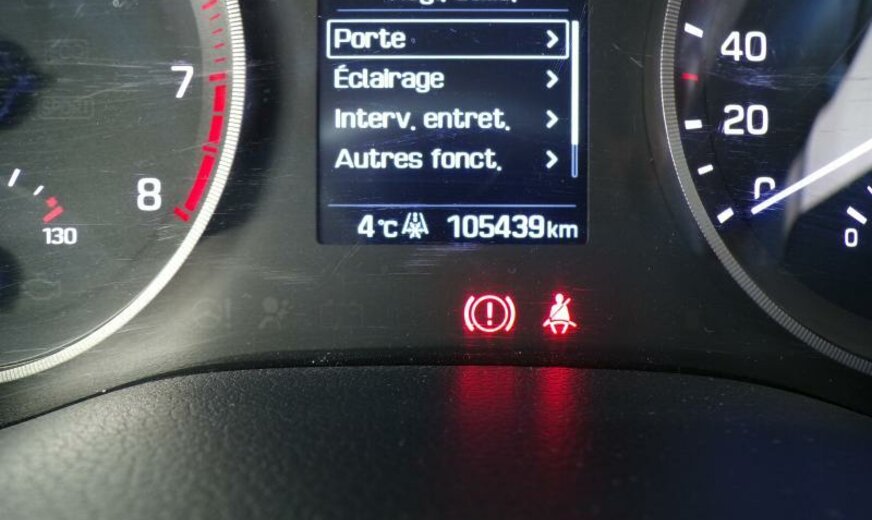 Porte
Éclairage
Interv. entret.
Autres fonct.
4°C 105439km
7
8
130
40
20
0
0